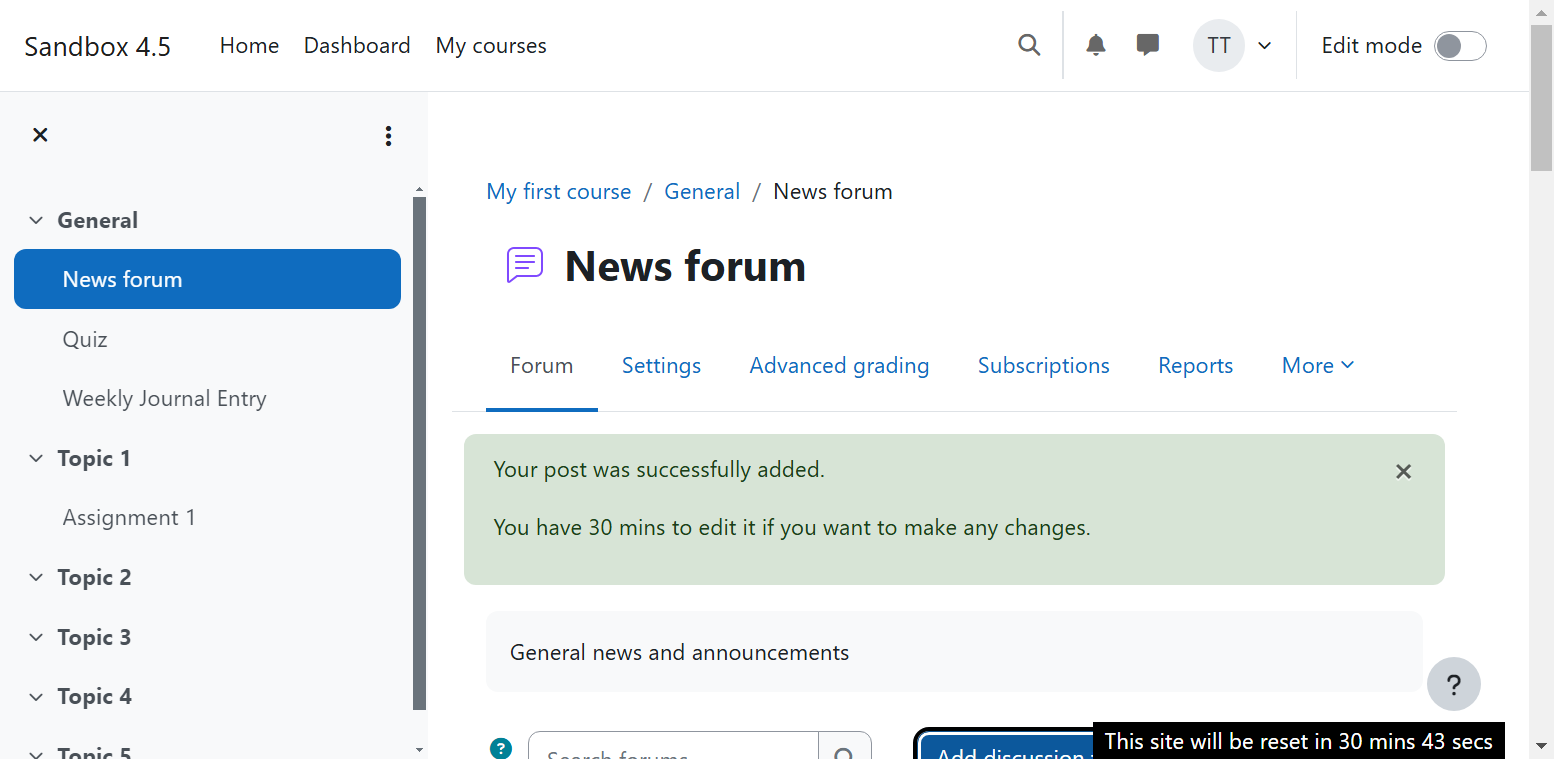 Sandbox 4.5
Home
Dashboard
My courses
TT
Edit mode
General
News forum
Quiz
Weekly Journal Entry
Topic 1
Assignment 1
Topic 2
Topic 3
Topic 4
Topic 5
My first course / General / News forum
News forum
Forum
Settings
Advanced grading
Subscriptions
Reports
More
Your post was successfully added.
You have 30 mins to edit it if you want to make any changes.
General news and announcements
?
?
Search forums
Add discussion
This site will be reset in 30 mins 43 secs